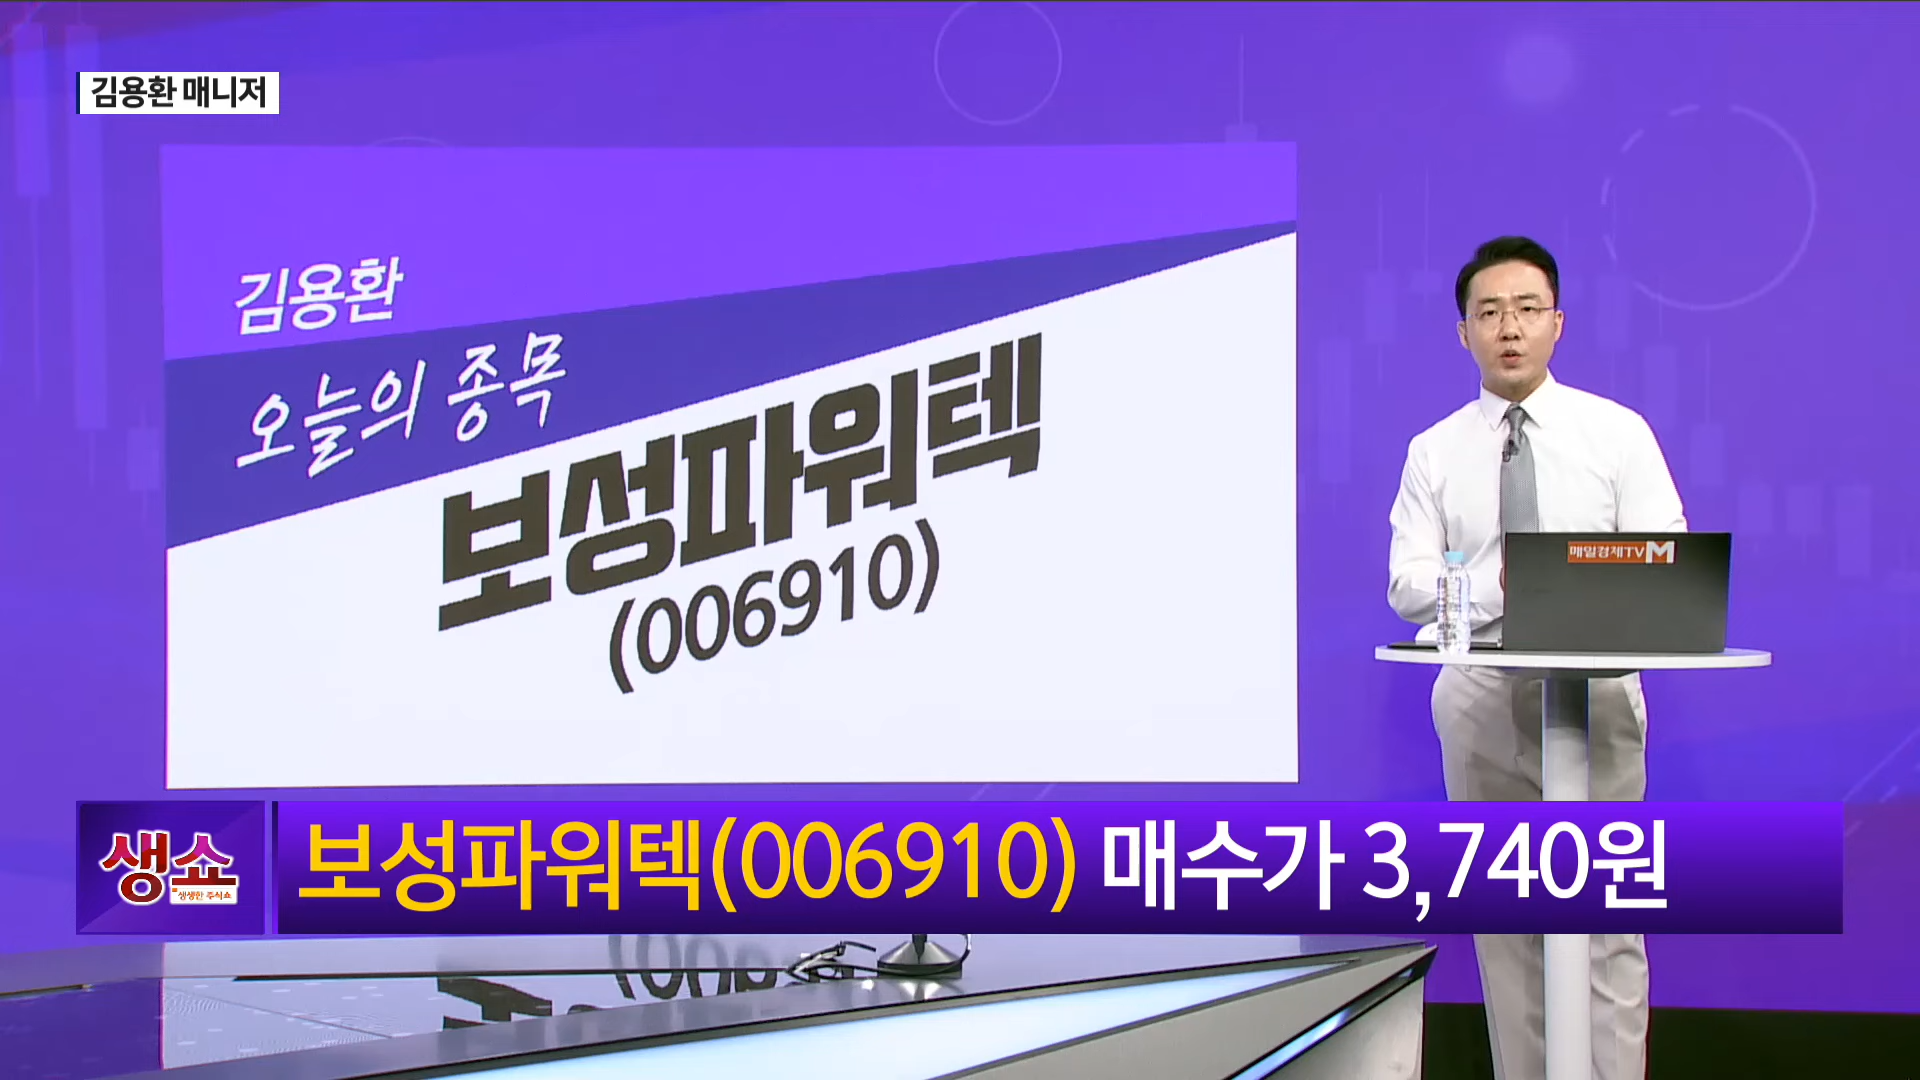 김용환 매니저
김용환
오늘의 종목
보성파워텍
(006910)
매일경제TV M
생쇼
생생한 주식쇼
보성파워텍(006910) 매수가 3,740원